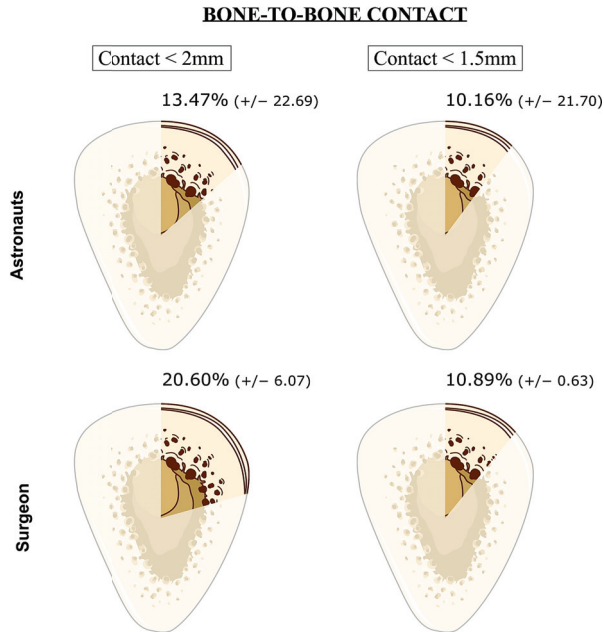 BONE-TO-BONE CONTACT
Contact < 2mm
Contact < 1.5mm
13.47% (+/− 22.69)
10.16% (+/− 21.70)
Astronauts
20.60% (+/− 6.07)
10.89% (+/− 0.63)
Surgeon